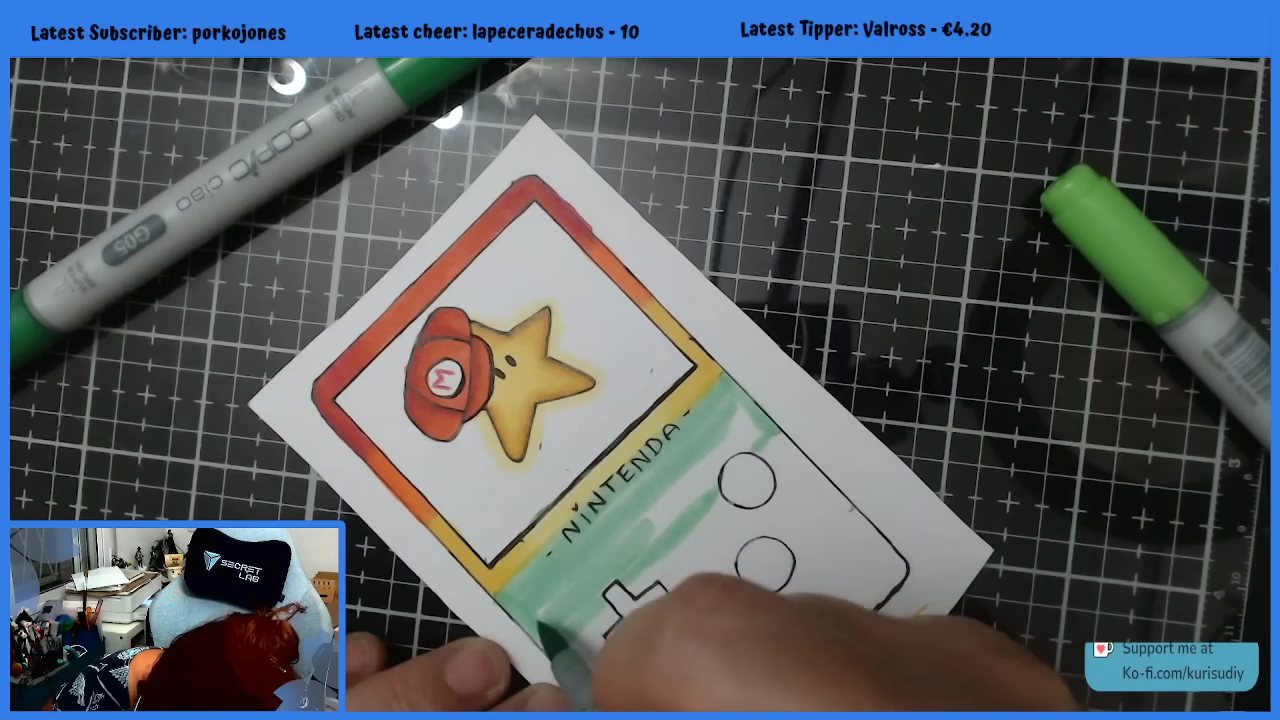 Latest Subscriber: porkojones
Latest cheer: lapeceradechus - 10
Latest Tipper: Valross - €4.20
COPIC
ciao
G05
M
- NINTENDA -
SECRET
LAB
Support me at
Ko-fi.com/kurisudiy